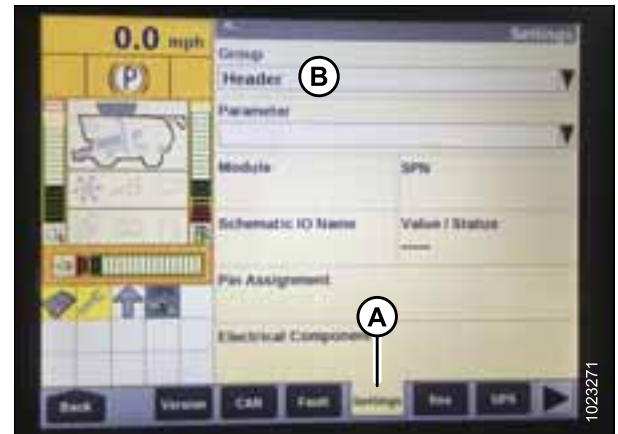 0.0 mph
Settings
(P)
Group
Header
B
Parameter
Module
SPN
Schematic IO Name
Value / Status
----
Pin Assignment
Electrical Component
A
Back
Version
CAN
Fault
Settings
GPS
1023271